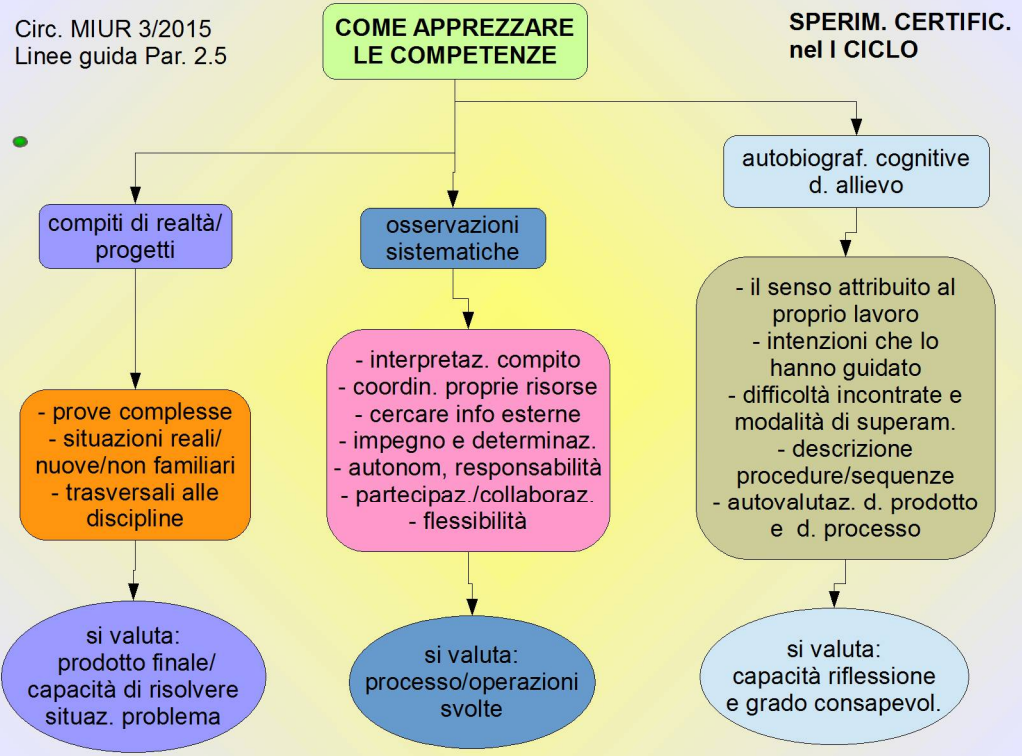 Circ. MIUR 3/2015
Linee guida Par. 2.5
COME APPREZZARE
LE COMPETENZE
SPERIM. CERTIFIC.
nel I CICLO
compiti di realtà/
progetti
osservazioni
sistematiche
autobiograf. cognitive
d. allievo
- prove complesse
- situazioni reali/
nuove/non familiari
- trasversali alle
discipline
- interpretaz. compito
- coordin. proprie risorse
- cercare info esterne
- impegno e determinaz.
- autonom, responsabilità
- partecipaz./collaboraz.
- flessibilità
- il senso attribuito al
proprio lavoro
- intenzioni che lo
hanno guidato
- difficoltà incontrate e
modalità di superam.
- descrizione
procedure/sequenze
- autovalutaz. d. prodotto
e d. processo
si valuta:
prodotto finale/
capacità di risolvere
situaz. problema
si valuta:
processo/operazioni
svolte
si valuta:
capacità riflessione
e grado consapevol.